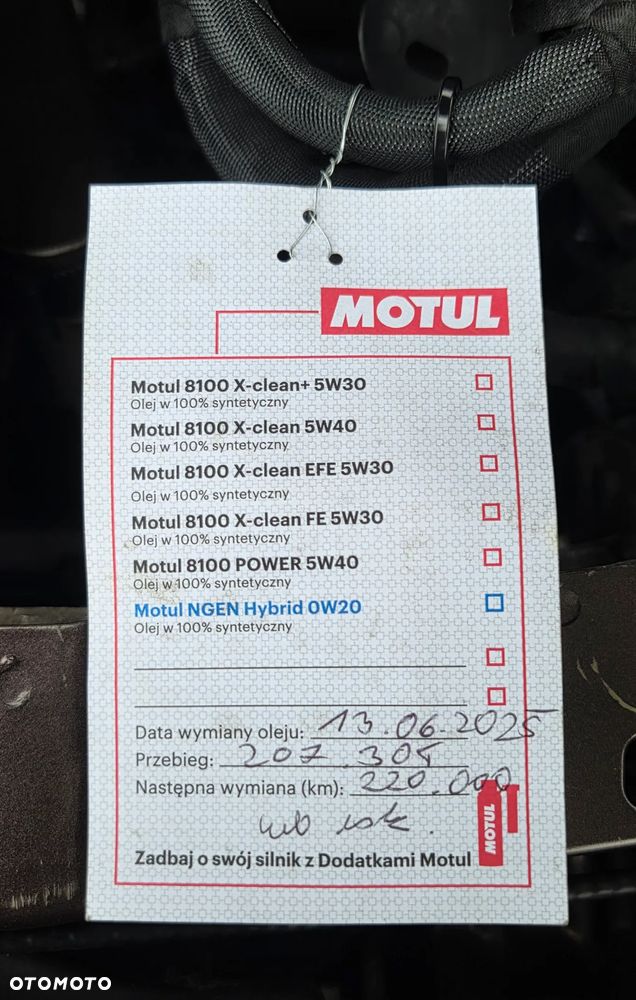 MOTUL
Motul 8100 X-clean+ 5W30
Olej w 100% syntetyczny
Motul 8100 X-clean 5W40
Olej w 100% syntetyczny
Motul 8100 X-clean EFE 5W30
Olej w 100% syntetyczny
Motul 8100 X-clean FE 5W30
Olej w 100% syntetyczny
Motul 8100 POWER 5W40
Olej w 100% syntetyczny
Motul NGEN Hybrid 0W20
Olej w 100% syntetyczny
Data wymiany oleju: 13.06.2025
Przebieg: 207.305
Następna wymiana (km): 220.000
lub rok.
MOTUL
Zadbaj o swój silnik z Dodatkami Motul
OTOMOTO